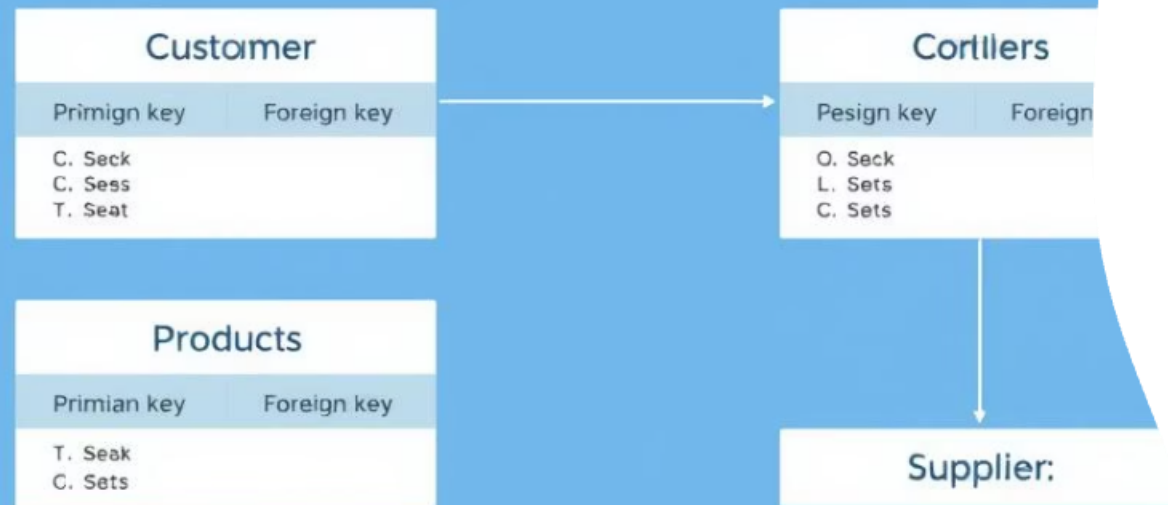 Customer
Primign key Foreign key
C. Seck
C. Sess
T. Seat
Cortllers
Pesign key Foreign
O. Seck
L. Sets
C. Sets
Products
Primian key Foreign key
T. Seak
C. Sets
Supplier: